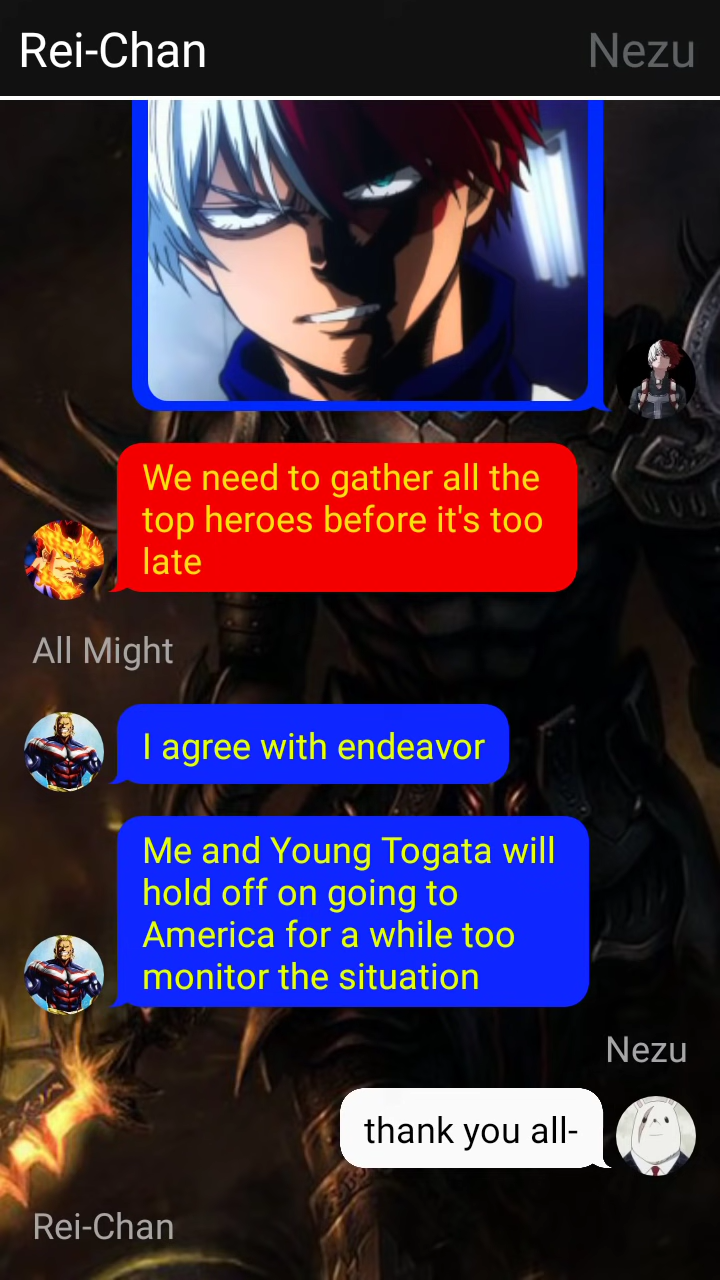 Rei-Chan
Nezu
We need to gather all the
top heroes before it's too
late
All Might
I agree with endeavor
Me and Young Togata will
hold off on going to
America for a while too
monitor the situation
Nezu
thank you all-
Rei-Chan